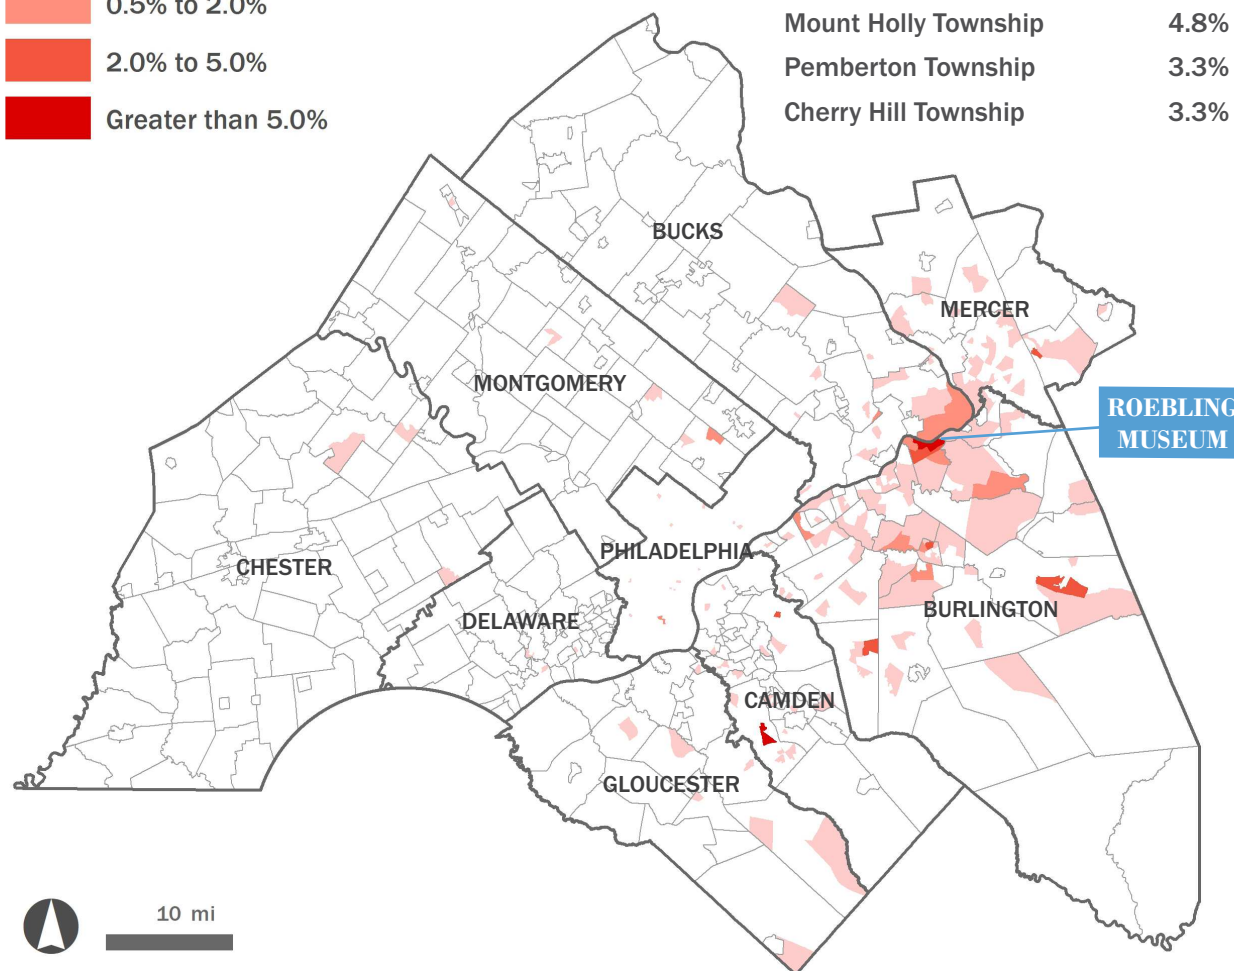 0.5% to 2.0%
2.0% to 5.0%
Greater than 5.0%
Mount Holly Township 4.8%
Pemberton Township 3.3%
Cherry Hill Township 3.3%
BUCKS
MERCER
MONTGOMERY
ROEBLING
MUSEUM
PHILADELPHIA
CHESTER
DELAWARE
BURLINGTON
CAMDEN
GLOUCESTER
10 mi